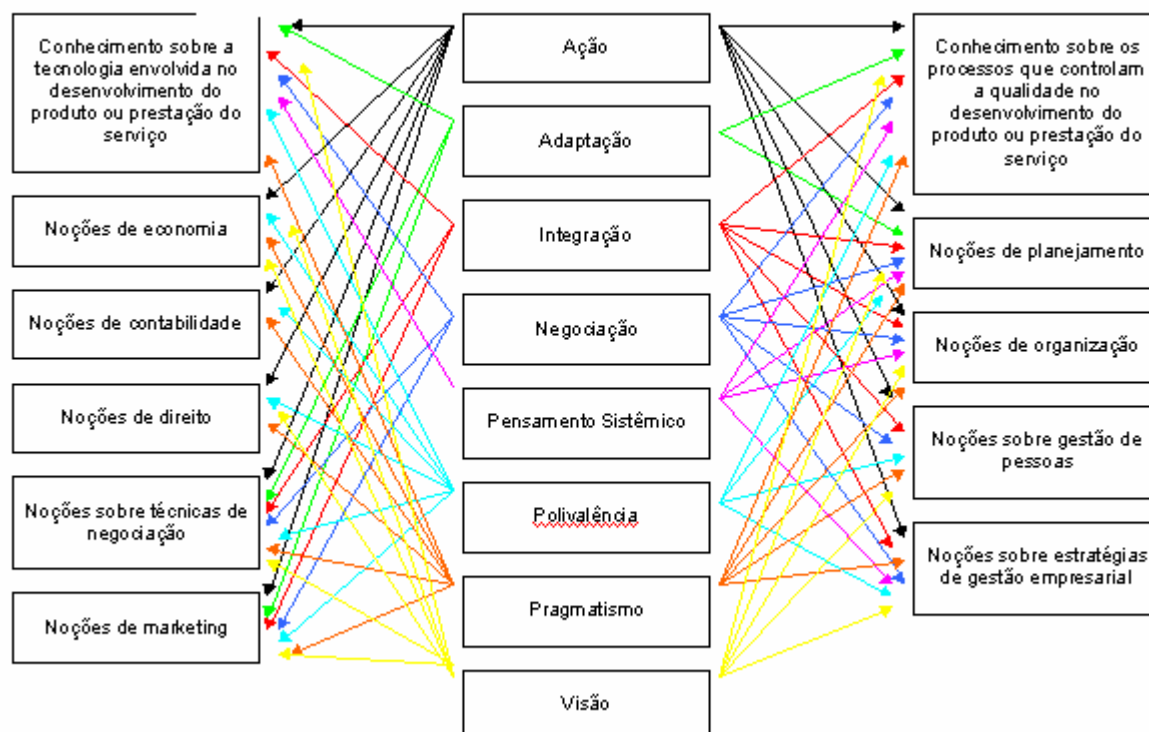 Conhecimento sobre a
tecnologia envolvida no
desenvolvimento do
produto ou prestação do
serviço
Noções de economia
Noções de contabilidade
Noções de direito
Noções sobre técnicas de
negociação
Noções de marketing
Ação
Adaptação
Integração
Negociação
Pensamento Sistêmico
Polivalência
Pragmatismo
Visão
Conhecimento sobre os
processos que controlam
a qualidade no
desenvolvimento do
produto ou prestação do
serviço
Noções de planejamento
Noções de organização
Noções sobre gestão de
pessoas
Noções sobre estratégias
de gestão empresarial